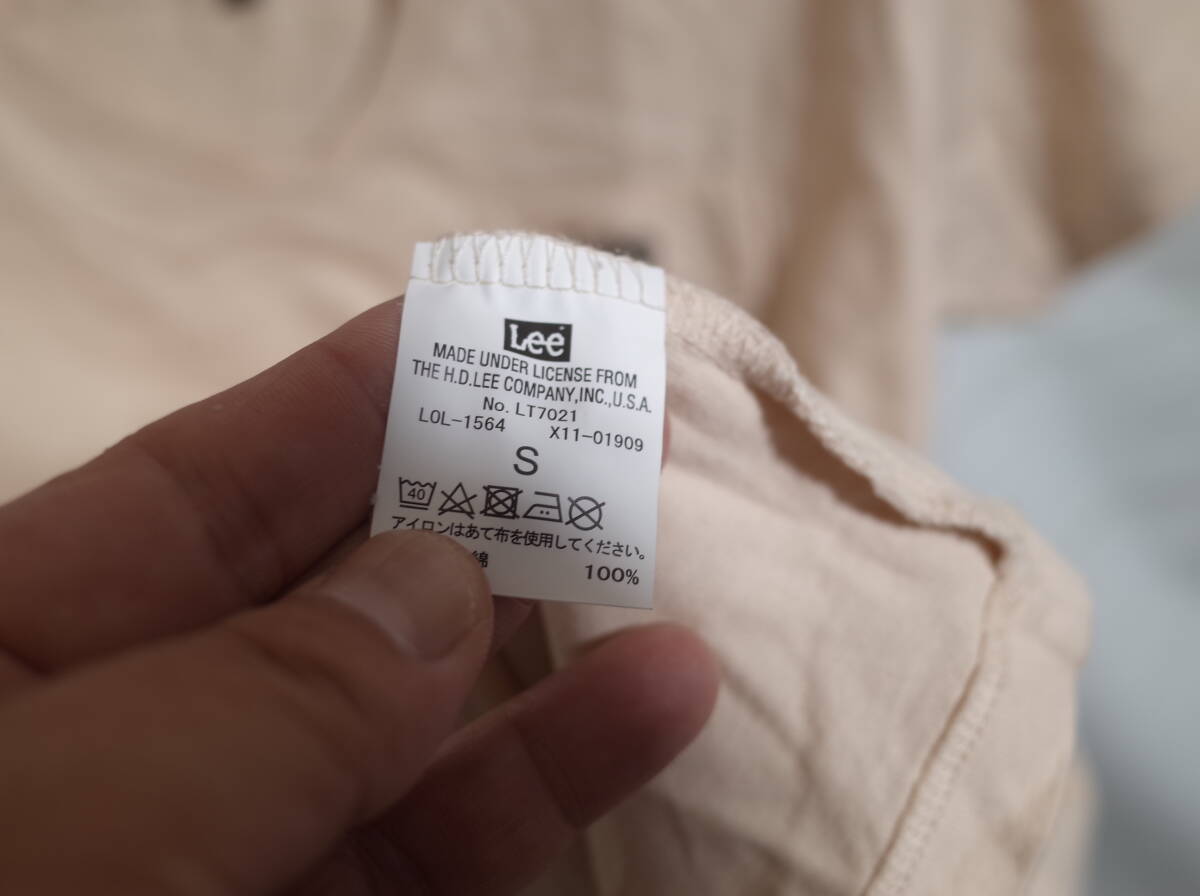 Lee
MADE UNDER LICENSE FROM
THE H.D.LEE COMPANY,INC.,U.S.A.
No. LT7021
LOL-1564 X11-01909
S
40
アイロンはあて布を使用してください。
綿 100%